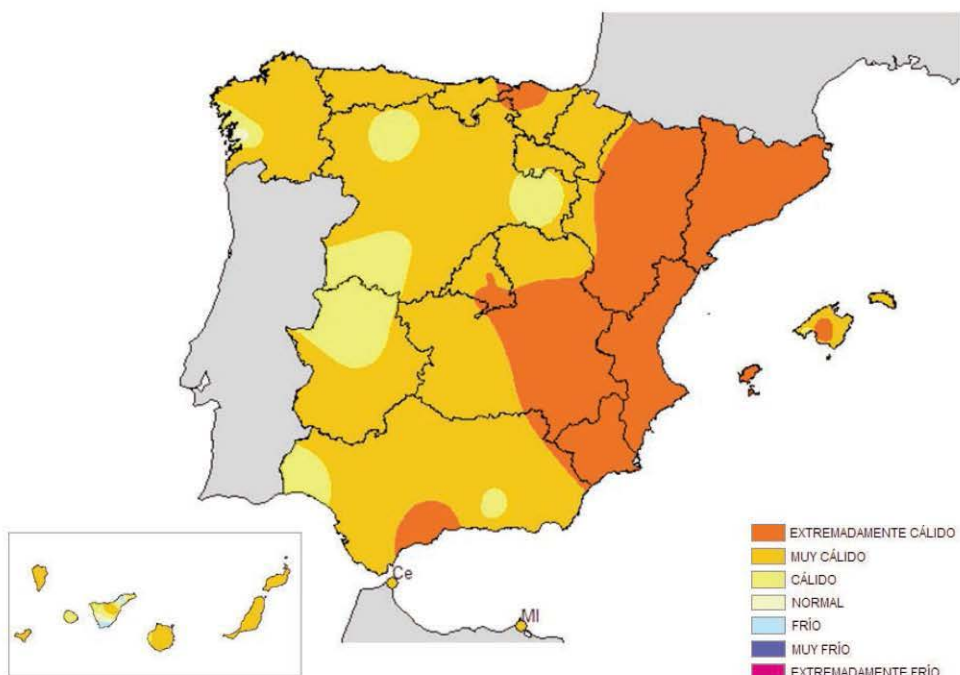 Ce
Ml
EXTREMADAMENTE CÁLIDO
MUY CÁLIDO
CÁLIDO
NORMAL
FRÍO
MUY FRÍO
EXTREMADAMENTE FRÍO